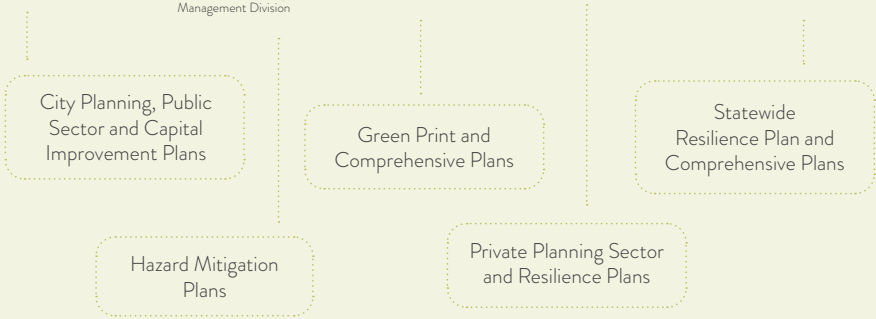 Management Division
City Planning, Public
Sector and Capital
Improvement Plans
Green Print and
Comprehensive Plans
Statewide
Resilience Plan and
Comprehensive Plans
Hazard Mitigation
Plans
Private Planning Sector
and Resilience Plans